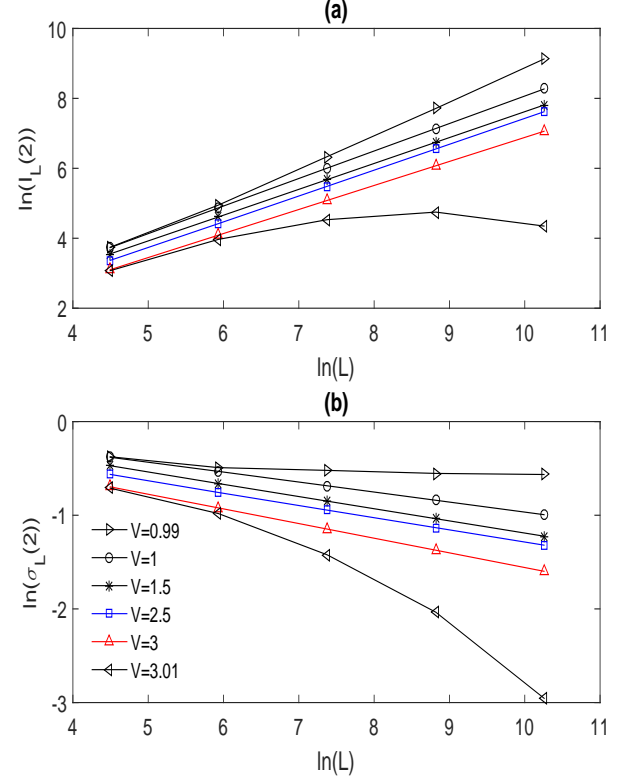 (a)
10
8
6
4
2
ln(I_L(2))
4 5 6 7 8 9 10 11
ln(L)
(b)
0
-1
-2
-3
ln(σ_L(2))
V=0.99
V=1
V=1.5
V=2.5
V=3
V=3.01
4 5 6 7 8 9 10 11
ln(L)